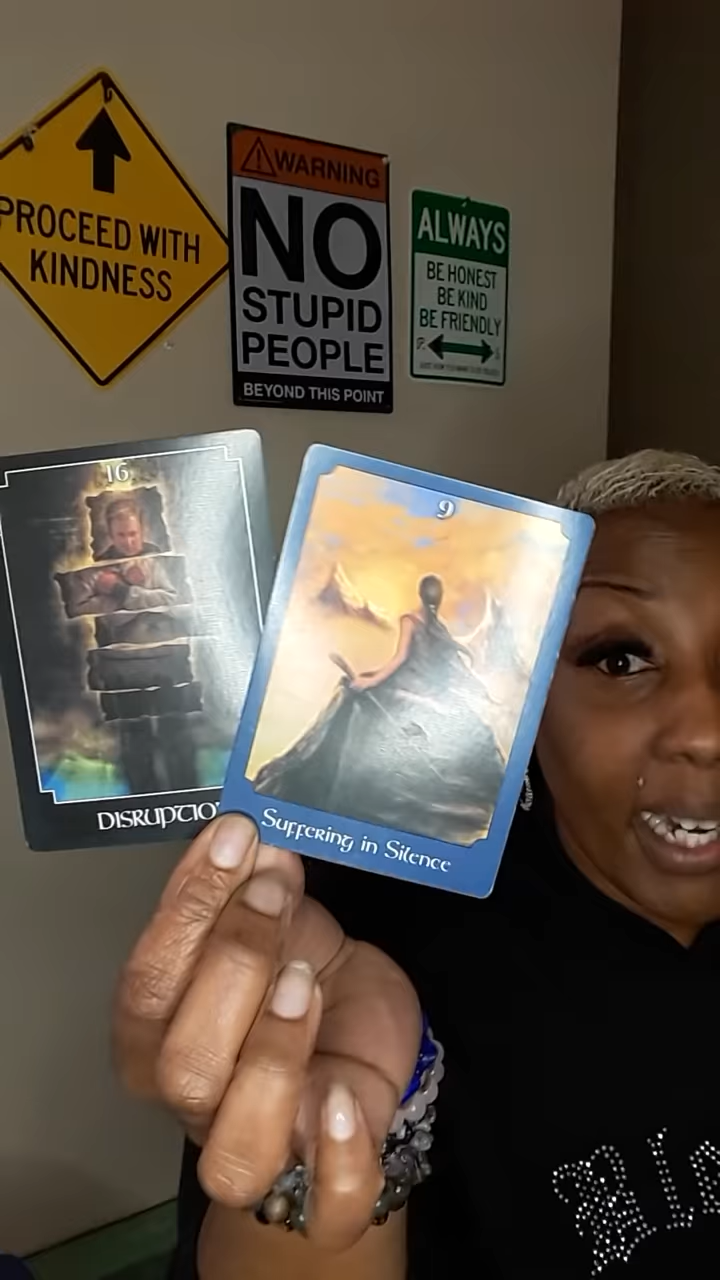 PROCEED WITH
KINDNESS
WARNING
NO
STUPID
PEOPLE
BEYOND THIS POINT
ALWAYS
BE HONEST
BE KIND
BE FRIENDLY
16
DISRUPTIO
9
Suffering in Silence